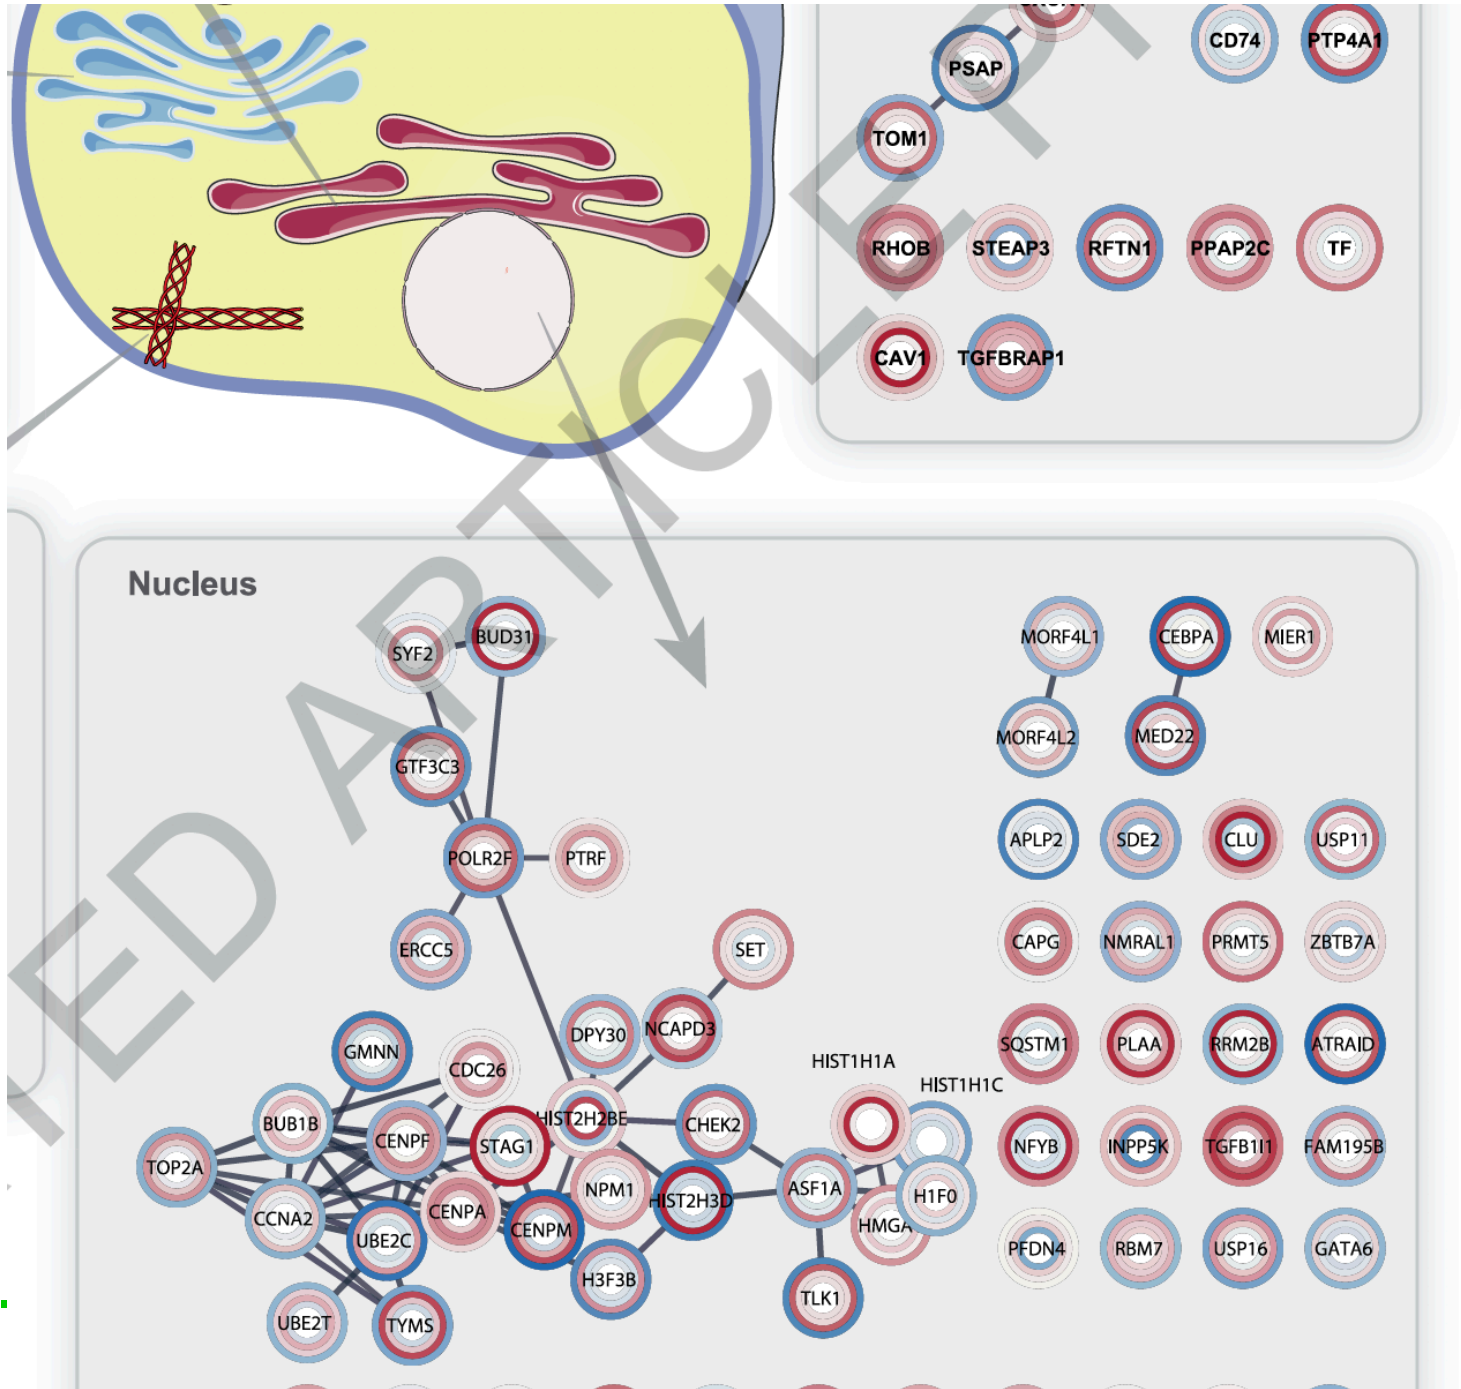 CD74
PTP4A1
PSAP
TOM1
RHOB
STEAP3
RFTN1
PPAP2C
TF
CAV1
TGFBRAP1
TED ARTICLE
Nucleus
SYF2
BUD31
MORF4L1
CEBPA
MIER1
GTF3C3
MORF4L2
MED22
POLR2F
PTRF
APLP2
SDE2
CLU
USP11
ERCC5
SET
CAPG
NMRAL1
PRMT5
ZBTB7A
GMNN
CDC26
DPY30
NCAPD3
HIST1H1A
HIST1H1C
SQSTM1
PLAA
RRM2B
ATRAID
BUB1B
CENPF
STAG1
HIST2H2BE
CHEK2
NFYB
INPP5K
TGFB1I1
FAM195B
TOP2A
CCNA2
UBE2C
CENPA
CENPM
NPM1
HIST2H3D
ASF1A
HMGA
H1F0
H3F3B
PFDN4
RBM7
USP16
GATA6
UBE2T
TYMS
TLK1